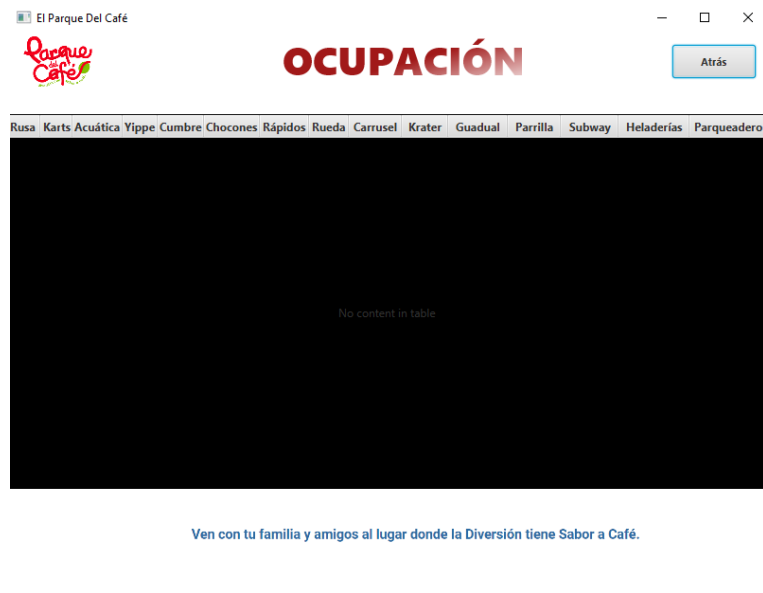 El Parque Del Café
Parque
del
Café
OCUPACIÓN
Atrás
Rusa Karts Acuática Yippe Cumbre Chocones Rápidos Rueda Carrusel Krater Guadual Parrilla Subway Heladerías Parqueadero
No content in table
Ven con tu familia y amigos al lugar donde la Diversión tiene Sabor a Café.